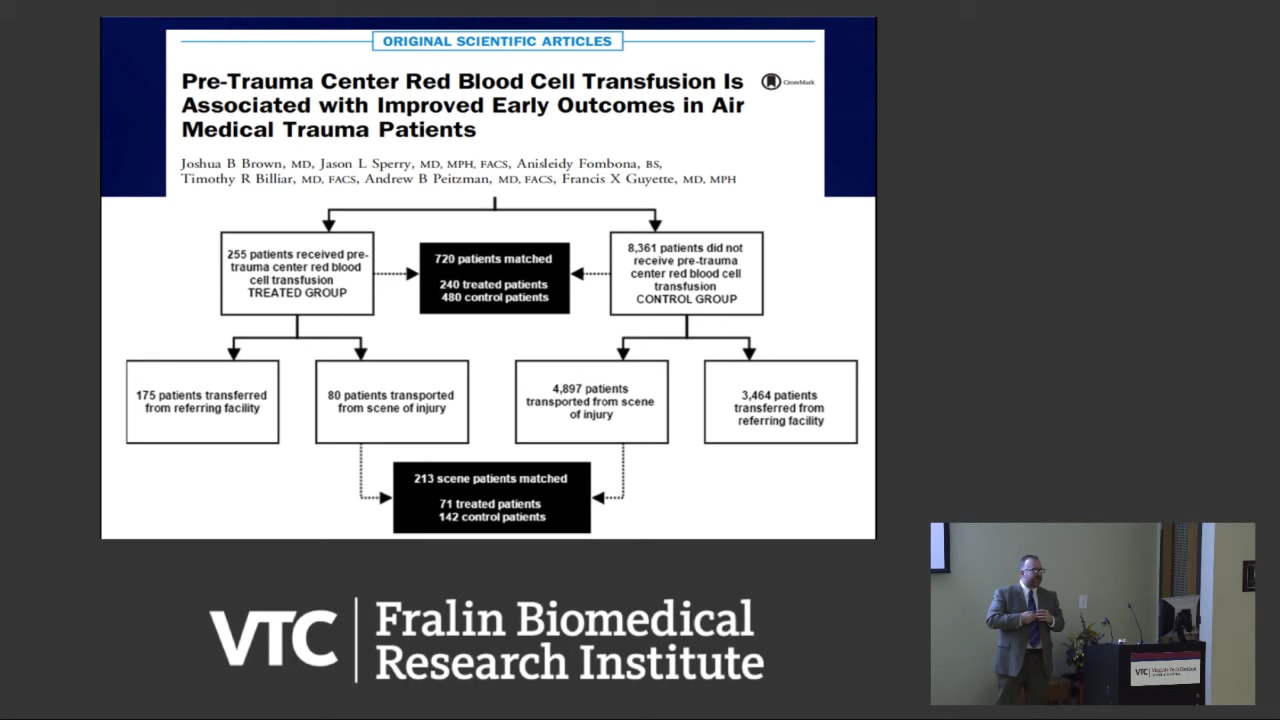 ORIGINAL SCIENTIFIC ARTICLES
Pre-Trauma Center Red Blood Cell Transfusion Is
Associated with Improved Early Outcomes in Air
Medical Trauma Patients
CrossMark
Joshua B Brown, MD, Jason L Sperry, MD, MPH, FACS, Anisleidy Fombona, BS,
Timothy R Billiar, MD, FACS, Andrew B Peitzman, MD, FACS, Francis X Guyette, MD, MPH
255 patients received pre-
trauma center red blood
cell transfusion
TREATED GROUP
720 patients matched
240 treated patients
480 control patients
8,361 patients did not
receive pre-trauma
center red blood cell
transfusion
CONTROL GROUP
175 patients transferred
from referring facility
80 patients transported
from scene of injury
4,897 patients
transported from scene
of injury
3,464 patients
transferred from
referring facility
213 scene patients matched
71 treated patients
142 control patients
VTC
Fralin Biomedical
Research Institute
VTC